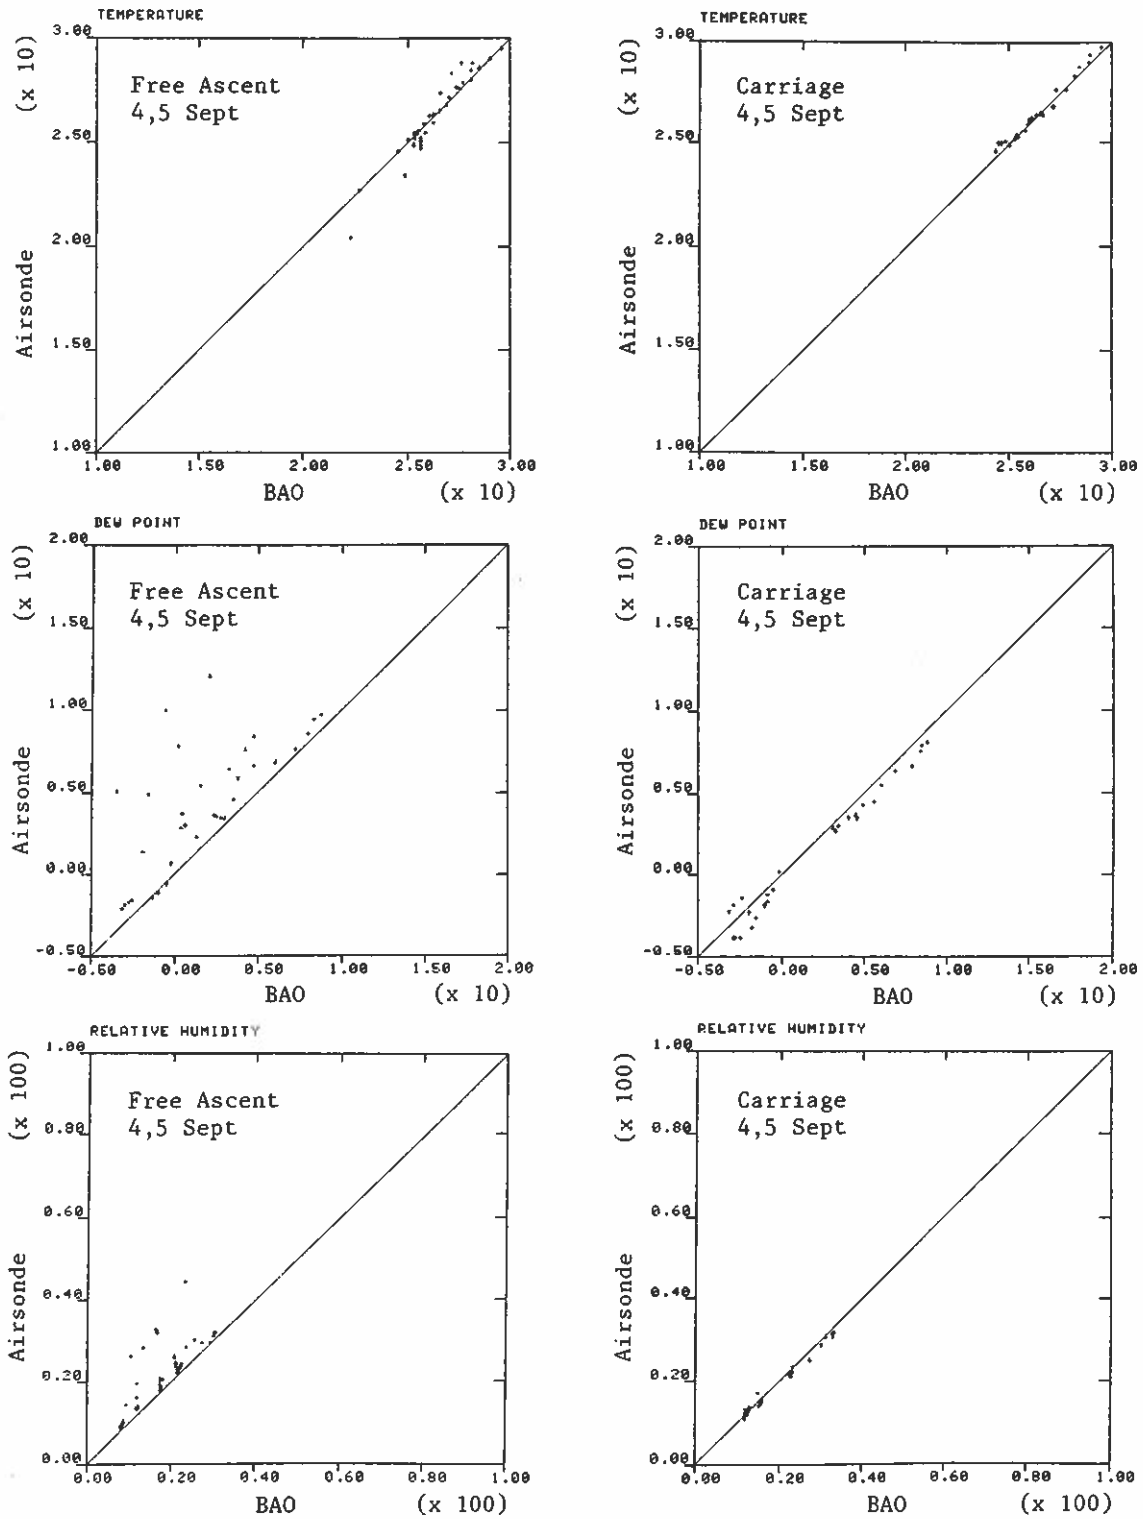 TEMPERATURE
3.00
2.50
2.00
1.50
1.00
(x 10)
Airsonde
Free Ascent
4,5 Sept
1.00 1.50 2.00 2.50 3.00
BAO (x 10)
TEMPERATURE
3.00
2.50
2.00
1.50
1.00
(x 10)
Airsonde
Carriage
4,5 Sept
1.00 1.50 2.00 2.50 3.00
BAO (x 10)
DEW POINT
2.00
1.50
1.00
0.50
0.00
-0.50
(x 10)
Airsonde
Free Ascent
4,5 Sept
-0.50 0.00 0.50 1.00 1.50 2.00
BAO (x 10)
DEW POINT
2.00
1.50
1.00
0.50
0.00
-0.50
(x 10)
Airsonde
Carriage
4,5 Sept
-0.50 0.00 0.50 1.00 1.50 2.00
BAO (x 10)
RELATIVE HUMIDITY
1.00
0.80
0.60
0.40
0.20
0.00
(x 100)
Airsonde
Free Ascent
4,5 Sept
0.00 0.20 0.40 0.60 0.80 1.00
BAO (x 100)
RELATIVE HUMIDITY
1.00
0.80
0.60
0.40
0.20
0.00
(x 100)
Airsonde
Carriage
4,5 Sept
0.00 0.20 0.40 0.60 0.80 1.00
BAO (x 100)